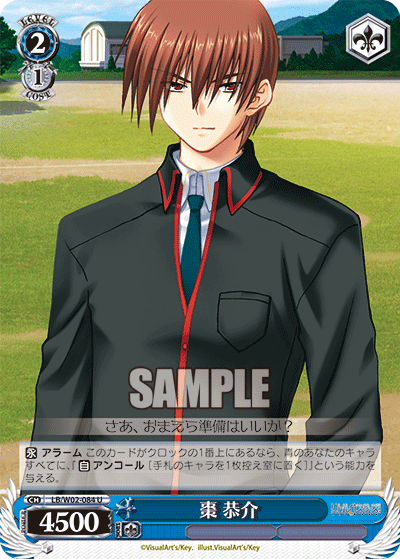 LEVEL
2
1
COST
SAMPLE
さあ、おまえら準備はいいか?
永 アラーム このカードがクロックの1番上にあるなら、青のあなたのキャラ
すべてに、「自 アンコール [手札のキャラを1枚控え室に置く]」という能力を
与える。
CH LB/W02-084 U
4500 棗 恭介
©VisualArt's/Key. illust.VisualArt's/Key